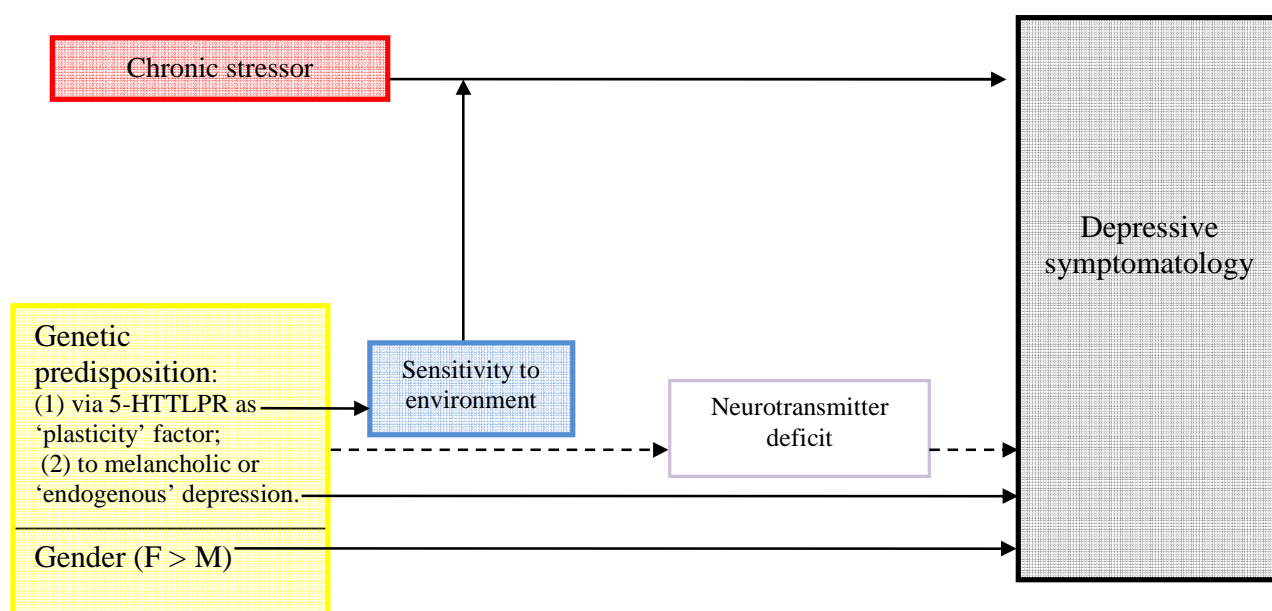 Chronic stressor
Depressive
symptomatology
Genetic
predisposition:
(1) via 5-HTTLPR as
‘plasticity’ factor;
(2) to melancholic or
‘endogenous’ depression.
Sensitivity to
environment
Neurotransmitter
deficit
Gender (F > M)